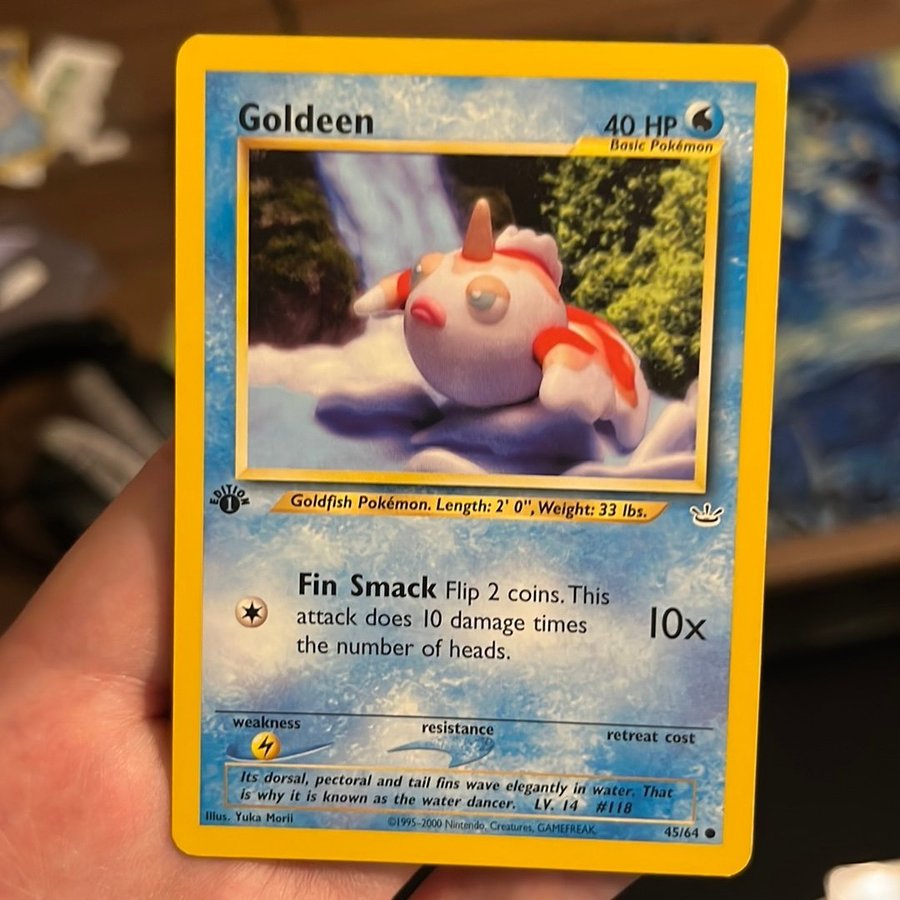 Goldeen
40 HP
Basic Pokémon
EDITION
1
Goldfish Pokémon. Length: 2' 0", Weight: 33 lbs.
Fin Smack Flip 2 coins. This
attack does 10 damage times
the number of heads.
10x
weakness
resistance
retreat cost
Its dorsal, pectoral and tail fins wave elegantly in water. That
is why it is known as the water dancer. LV. 14 #118
Illus. Yuka Morii
©1995–2000 Nintendo, Creatures, GAMEFREAK.
45/64